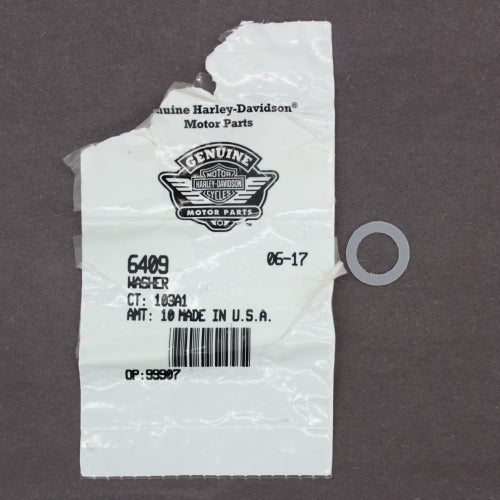 enuine Harley-Davidson®
Motor Parts
GENUINE
MOTOR
HARLEY-DAVIDSON
CYCLES
MOTOR PARTS
™
6409 06-17
WASHER
CT: 103A1
AMT: 10 MADE IN U.S.A.
OP:99907